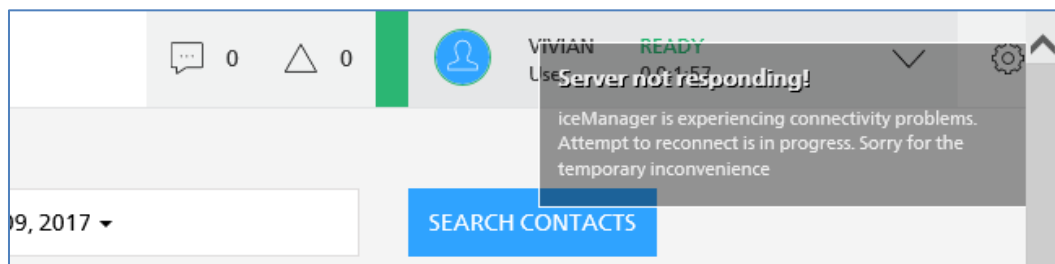 0
0
VIVIAN READY
Server not responding!
iceManager is experiencing connectivity problems.
Attempt to reconnect is in progress. Sorry for the
temporary inconvenience
09, 2017
SEARCH CONTACTS